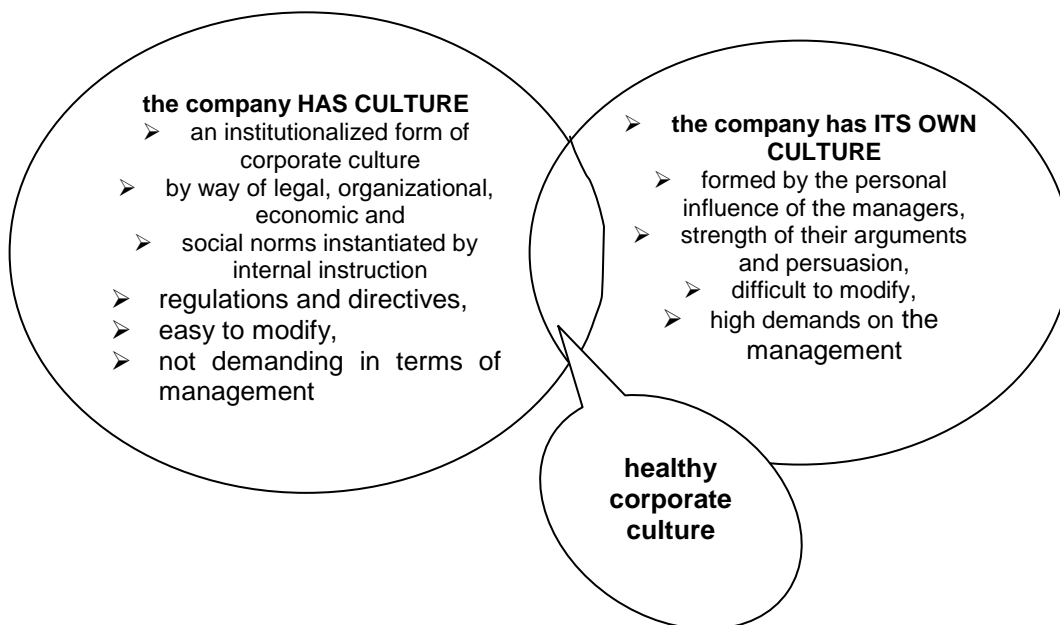 the company HAS CULTURE
➢ an institutionalized form of
corporate culture
➢ by way of legal, organizational,
economic and
➢ social norms instantiated by
internal instruction
➢ regulations and directives,
➢ easy to modify,
➢ not demanding in terms of
management
➢ the company has ITS OWN
CULTURE
➢ formed by the personal
influence of the managers,
➢ strength of their arguments
and persuasion,
➢ difficult to modify,
➢ high demands on the
management
healthy
corporate
culture